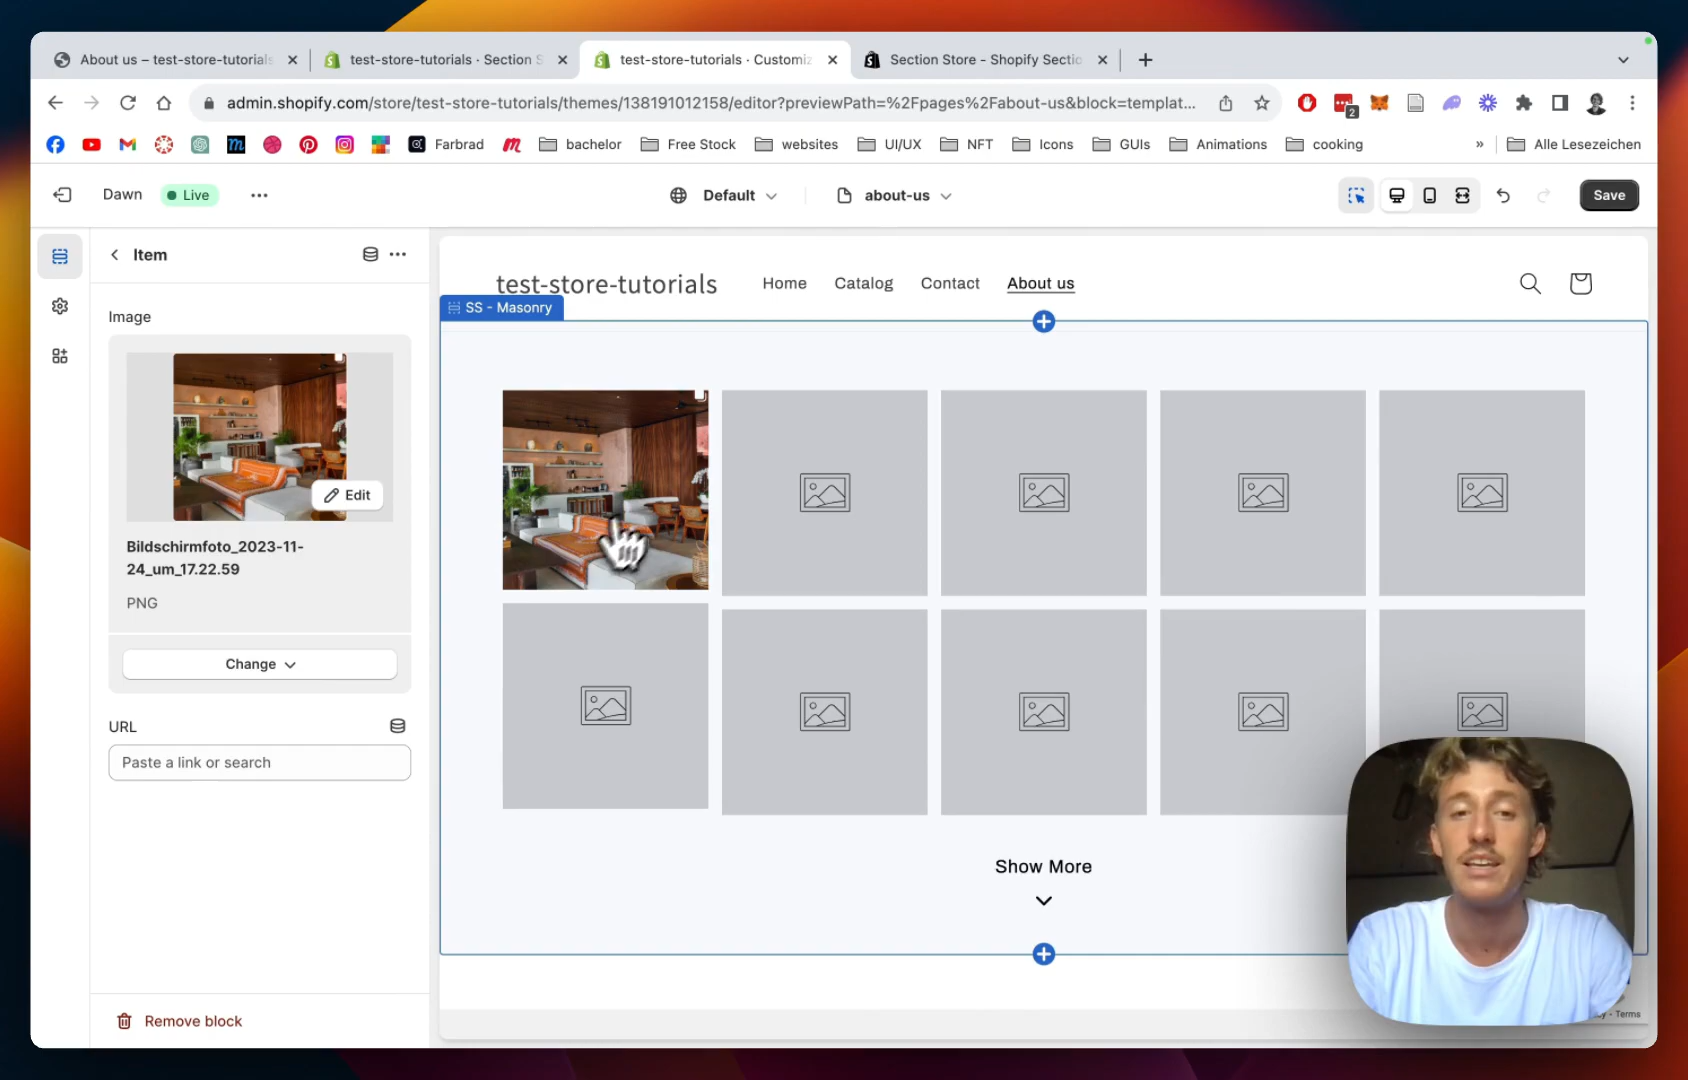 About us – test-store-tutorials
test-store-tutorials · Section S
test-store-tutorials · Customiz
Section Store - Shopify Sectio
admin.shopify.com/store/test-store-tutorials/themes/138191012158/editor?previewPath=%2Fpages%2Fabout-us&block=templat...
2
Farbrad
bachelor
Free Stock
websites
UI/UX
NFT
Icons
GUIs
Animations
cooking
»
Alle Lesezeichen
Dawn
Live
Default
about-us
Save
Item
Image
Edit
Bildschirmfoto_2023-11-
24_um_17.22.59
PNG
Change
URL
Paste a link or search
Remove block
test-store-tutorials
Home
Catalog
Contact
About us
SS - Masonry
Show More
Terms